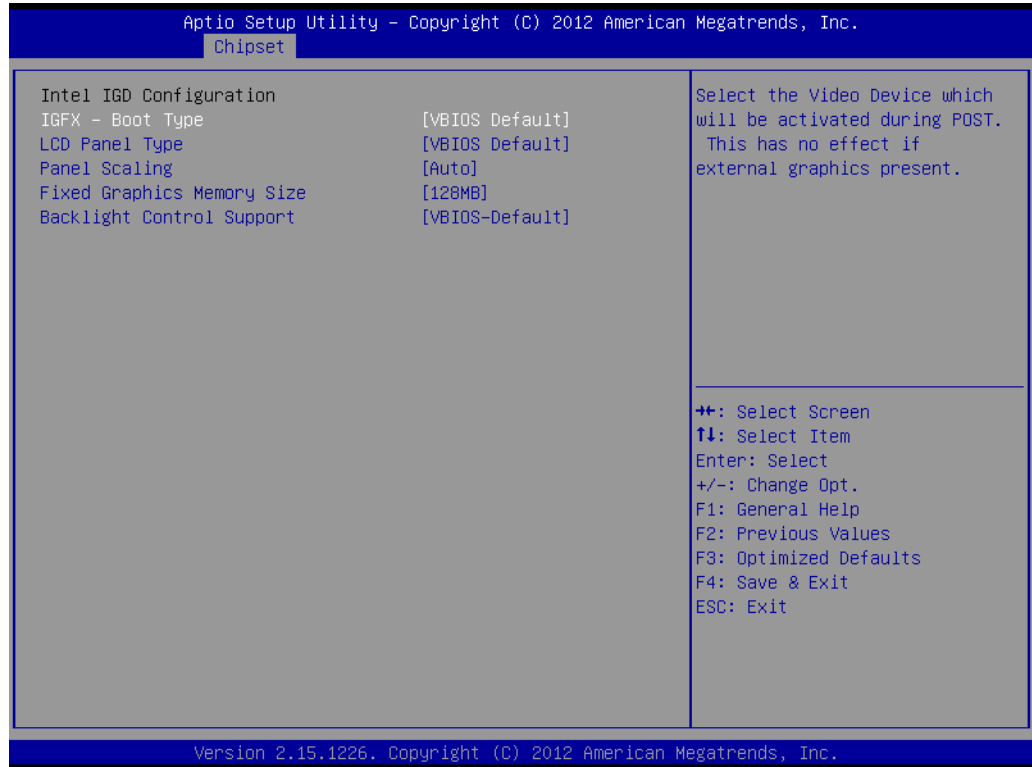 Aptio Setup Utility – Copyright (C) 2012 American Megatrends, Inc.
Chipset
Intel IGD Configuration
IGFX – Boot Type [VBIOS Default]
LCD Panel Type [VBIOS Default]
Panel Scaling [Auto]
Fixed Graphics Memory Size [128MB]
Backlight Control Support [VBIOS-Default]
Select the Video Device which
will be activated during POST.
This has no effect if
external graphics present.
→←: Select Screen
↑↓: Select Item
Enter: Select
+/-: Change Opt.
F1: General Help
F2: Previous Values
F3: Optimized Defaults
F4: Save & Exit
ESC: Exit
Version 2.15.1226. Copyright (C) 2012 American Megatrends, Inc.